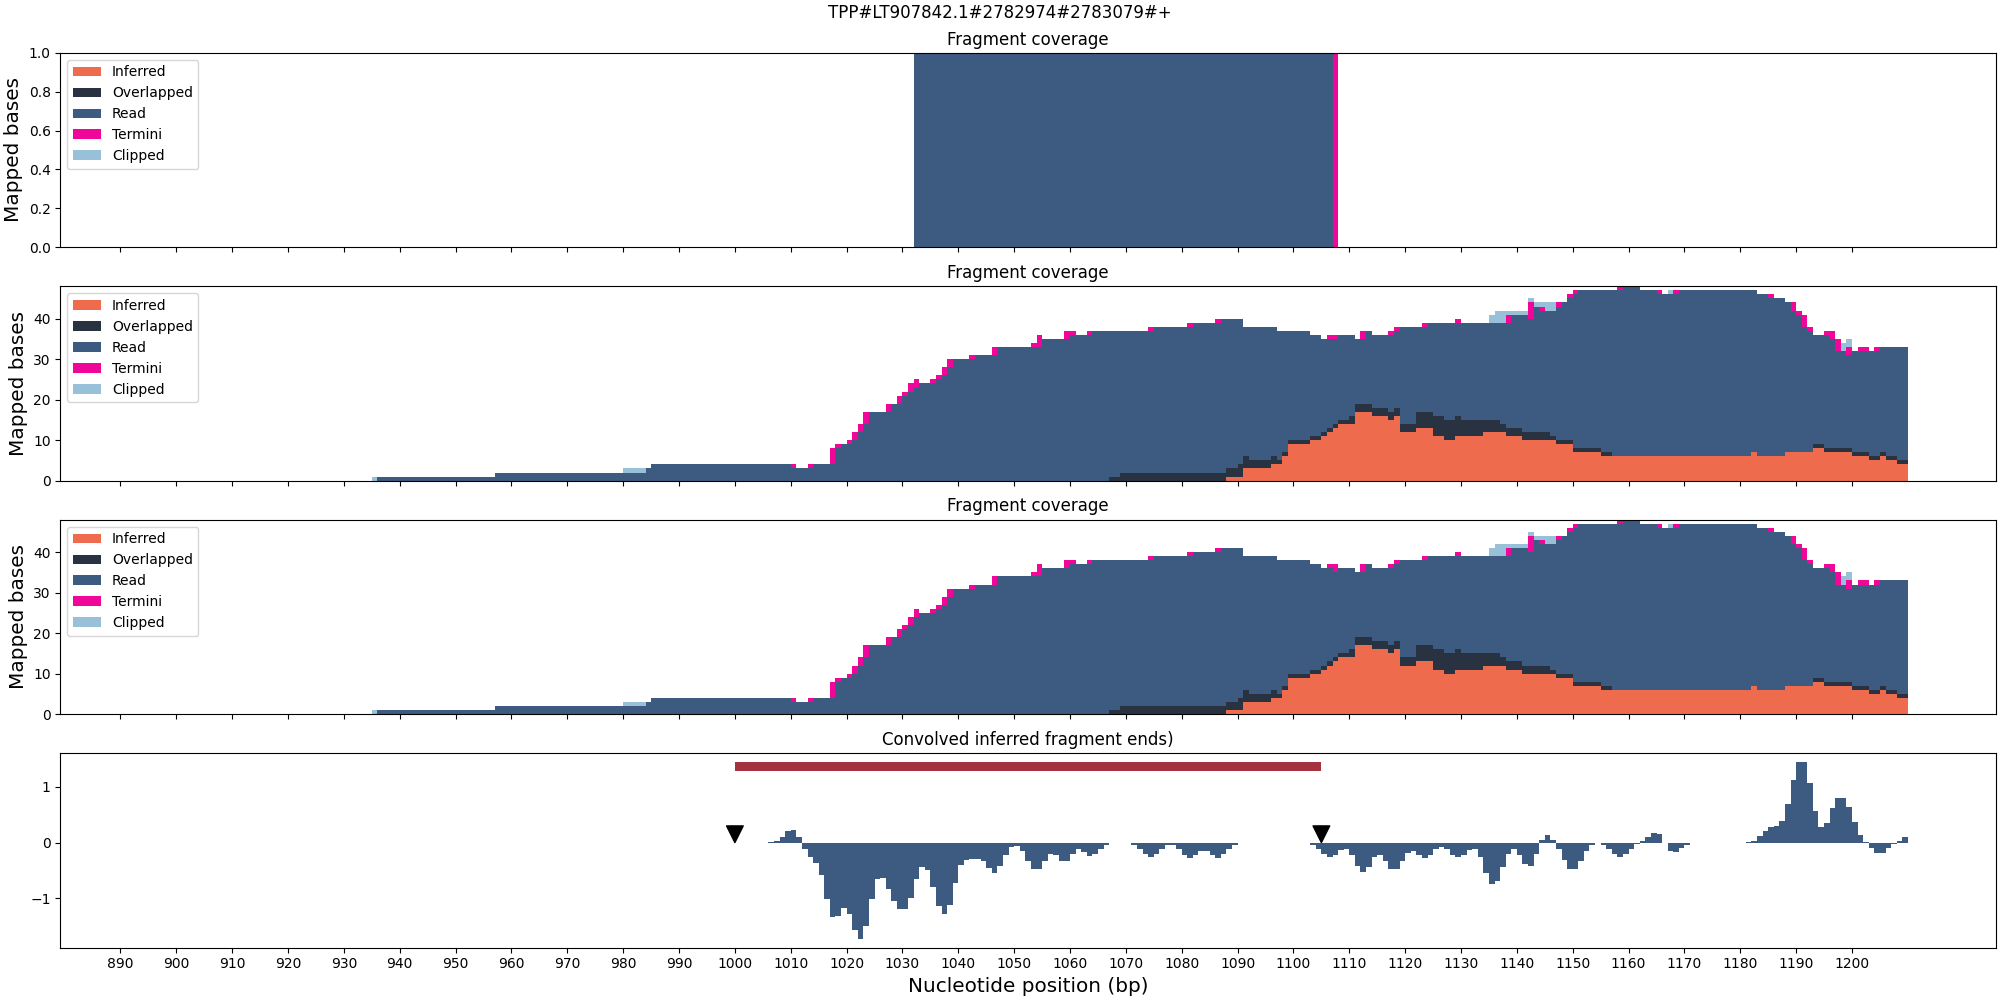 TPP#LT907842.1#2782974#2783079#+
Fragment coverage
Mapped bases
1.0
0.8
0.6
0.4
0.2
0.0
Inferred
Overlapped
Read
Termini
Clipped
Fragment coverage
Mapped bases
40
30
20
10
0
Inferred
Overlapped
Read
Termini
Clipped
Fragment coverage
Mapped bases
40
30
20
10
0
Inferred
Overlapped
Read
Termini
Clipped
Convolved inferred fragment ends)
1
0
−1
890 900 910 920 930 940 950 960 970 980 990 1000 1010 1020 1030 1040 1050 1060 1070 1080 1090 1100 1110 1120 1130 1140 1150 1160 1170 1180 1190 1200
Nucleotide position (bp)